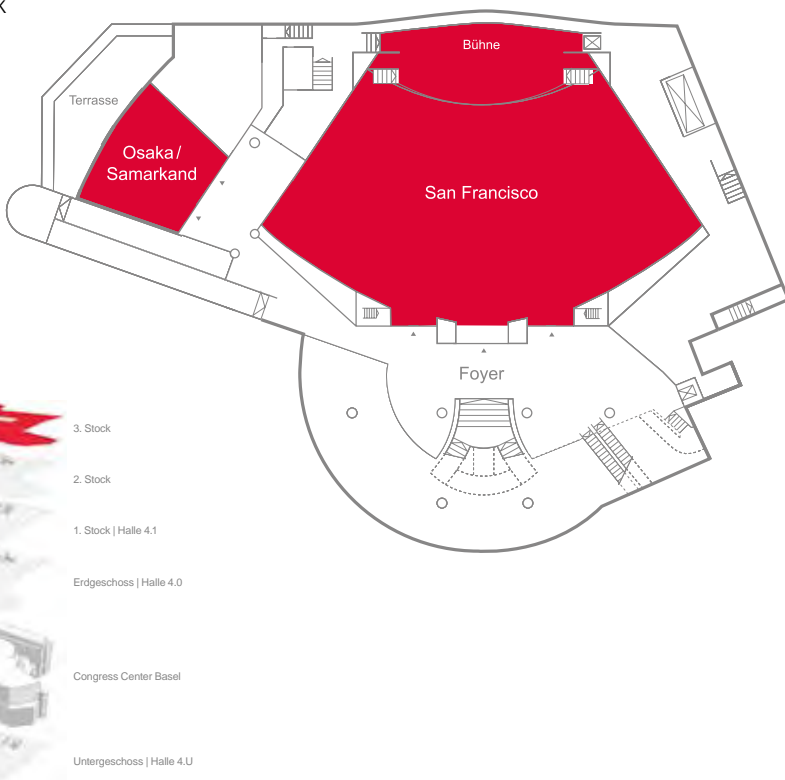 K
Bühne
Terrasse
Osaka /
Samarkand
San Francisco
Foyer
3. Stock
2. Stock
1. Stock | Halle 4.1
Erdgeschoss | Halle 4.0
Congress Center Basel
Untergeschoss | Halle 4.U